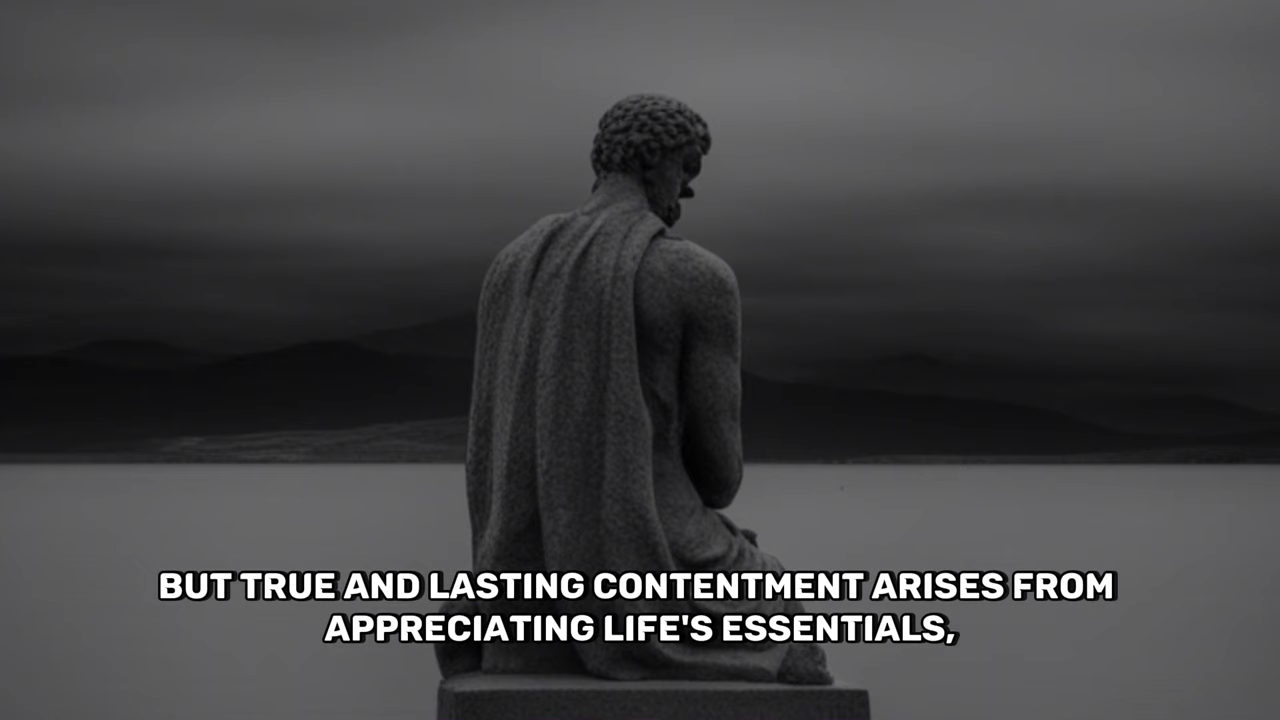 BUT TRUE AND LASTING CONTENTMENT ARISES FROM
APPRECIATING LIFE'S ESSENTIALS,